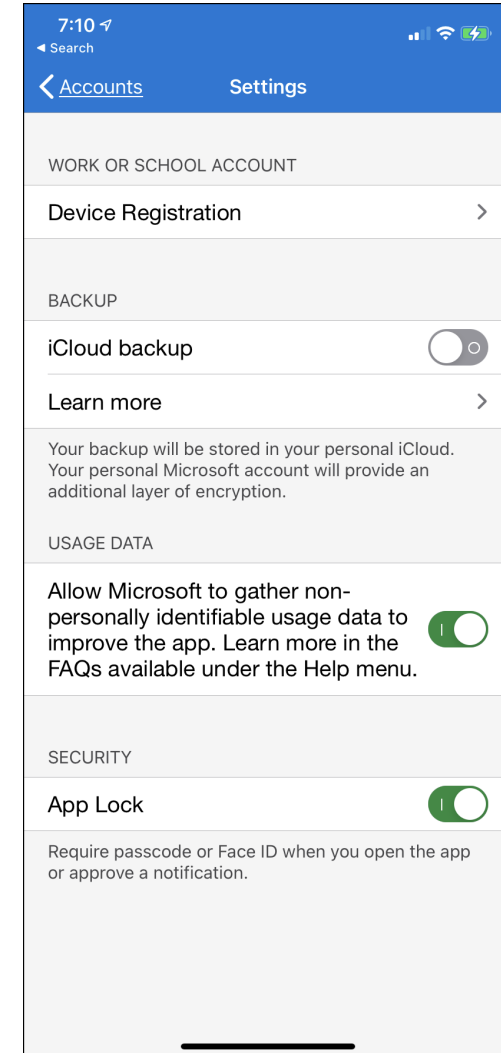 7:10
Search
Accounts
Settings
WORK OR SCHOOL ACCOUNT
Device Registration
BACKUP
iCloud backup
Learn more
Your backup will be stored in your personal iCloud.
Your personal Microsoft account will provide an
additional layer of encryption.
USAGE DATA
Allow Microsoft to gather non-
personally identifiable usage data to
improve the app. Learn more in the
FAQs available under the Help menu.
SECURITY
App Lock
Require passcode or Face ID when you open the app
or approve a notification.